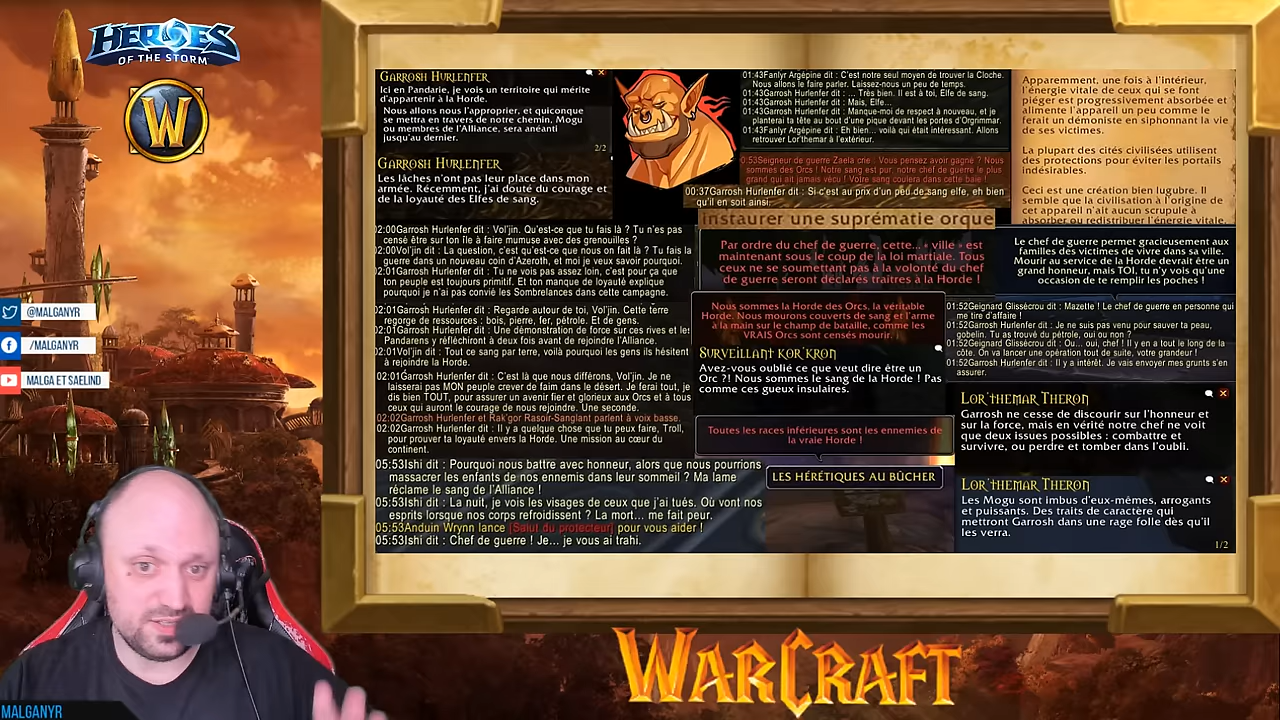 HEROES
OF THE STORM
W
@MALGANYR
/MALGANYR
MALGA ET SAELIND
MALGANYR
GARROSH HURLENFER
Ici en Pandarie, je vois un territoire qui mérite
d'appartenir à la Horde.
Nous allons nous l'approprier, et quiconque
se mettra en travers de notre chemin, Mogu
ou membres de l'Alliance, sera anéanti
jusqu'au dernier.
2/2
GARROSH HURLENFER
Les lâches n'ont pas leur place dans mon
armée. Récemment, j'ai douté du courage et
de la loyauté des Elfes de sang.
01:43Fanlyr Argépine dit : C'est notre seul moyen de trouver la Cloche.
Nous allons le faire parler. Laissez-nous un peu de temps.
01:43Garrosh Hurlenfer dit : ... Très bien. Il est à toi, Elfe de sang.
01:43Garrosh Hurlenfer dit : Mais, Elfe...
01:43Garrosh Hurlenfer dit : Manque-moi de respect à nouveau, et je
planterai ta tête au bout d'une pique devant les portes d'Orgrimmar.
01:43Fanlyr Argépine dit : Eh bien... voilà qui était intéressant. Allons
retrouver Lor'themar à l'extérieur.
0:53Seigneur de guerre Zaela crie : Vous pensez avoir gagné ? Nous
sommes des Orcs ! Notre sang est pur, notre chef de guerre le plus
grand qui ait jamais vécu ! Votre sang coulera dans cette baie !
00:37Garrosh Hurlenfer dit : Si-c'est au prix d'un peu de sang elfe, eh bien
qu'il en soit ainsi.
instaurer une suprématie orque
Apparemment, une fois à l'intérieur,
l'énergie vitale de ceux qui se font
piéger est progressivement absorbée et
alimente l'appareil un peu comme le
ferait un démoniste en siphonnant la vie
de ses victimes.
La plupart des cités civilisées utilisent
des protections pour éviter les portails
indésirables.
Ceci est une création bien lugubre. Il
semble que la civilisation à l'origine de
cet appareil n'ait aucun scrupule à
absorber ou redistribuer l'énergie vitale.
02:00Garrosh Hurlenfer dit : Vol'jin. Qu'est-ce que tu fais là ? Tu n'es pas
censé être sur ton île à faire mumuse avec des grenouilles ?
02:00Vol'jin dit : La question, c'est qu'est-ce que nous on fait là ? Tu fais la
guerre dans un nouveau coin d'Azeroth, et moi je veux savoir pourquoi.
02:01Garrosh Hurlenfer dit : Tu ne vois pas assez loin, c'est pour ça que
ton peuple est toujours primitif. Et ton manque de loyauté explique
pourquoi je n'ai pas convié les Sombrelances dans cette campagne.
02:01Garrosh Hurlenfer dit : Regarde autour de toi, Vol'jin. Cette terre
regorge de ressources : bois, pierre, fer, pétrole. Et de gens.
02:01Garrosh Hurlenfer dit : Une démonstration de force sur ces rives et les
Pandarens y réfléchiront à deux fois avant de rejoindre l'Alliance.
02:01Vol'jin dit : Tout ce sang par terre, voilà pourquoi les gens ils hésitent
à rejoindre la Horde.
02:01Garrosh Hurlenfer dit : C'est là que nous différons, Vol'jin. Je ne
laisserai pas MON peuple crever de faim dans le désert. Je ferai tout, je
dis bien TOUT, pour assurer un avenir fier et glorieux aux Orcs et à tous
ceux qui auront le courage de nous rejoindre. Une seconde.
02:02Garrosh Hurlenfer et Rak'gor Rasoir-Sanglant parlent à voix basse.
02:02Garrosh Hurlenfer dit : Il y a quelque chose que tu peux faire, Troll,
pour prouver ta loyauté envers la Horde. Une mission au cœur du
continent.
05:53Ishi dit : Pourquoi nous battre avec honneur, alors que nous pourrions
massacrer les enfants de nos ennemis dans leur sommeil ? Ma lame
réclame le sang de l'Alliance !
05:53Ishi dit : La nuit, je vois les visages de ceux que j'ai tués. Où vont nos
esprits lorsque nos corps refroidissent ? La mort... me fait peur.
05:53Anduin Wrynn lance [Salut du protecteur] pour vous aider !
05:53Ishi dit : Chef de guerre ! Je... je vous ai trahi.
Par ordre du chef de guerre, cette... « ville » est
maintenant sous le coup de la loi martiale. Tous
ceux ne se soumettant pas à la volonté du chef
de guerre seront déclarés traîtres à la Horde !
Nous sommes la Horde des Orcs, la véritable
Horde. Nous mourons couverts de sang et l'arme
à la main sur le champ de bataille, comme les
VRAIS Orcs sont censés mourir !
SURVEILLANT KOR'KRON
Avez-vous oublié ce que veut dire être un
Orc ?! Nous sommes le sang de la Horde ! Pas
comme ces gueux insulaires.
Toutes les races inférieures sont les ennemies de
la vraie Horde !
LES HÉRÉTIQUES AU BÛCHER
Le chef de guerre permet gracieusement aux
familles des victimes de vivre dans sa ville.
Mourir au service de la Horde devrait être un
grand honneur, mais TOI, tu n'y vois qu'une
occasion de te remplir les poches !
01:52Geignard Glissécrou dit : Mazette ! Le chef de guerre en personne qui
me tire d'affaire !
01:52Garrosh Hurlenfer dit : Je ne suis pas venu pour sauver ta peau,
gobelin. Tu as trouvé du pétrole, oui ou non ?
01:52Geignard Glissécrou dit : Ou... oui, chef ! Il y en a tout le long de la
côte. On va lancer une opération tout de suite, votre grandeur !
01:52Garrosh Hurlenfer dit : Il y a intérêt. Je vais envoyer mes grunts s'en
assurer.
LOR'THEMAR THERON
Garrosh ne cesse de discourir sur l'honneur et
sur la force, mais en vérité notre chef ne voit
que deux issues possibles : combattre et
survivre, ou perdre et tomber dans l'oubli.
LOR'THEMAR THERON
Les Mogu sont imbus d'eux-mêmes, arrogants
et puissants. Des traits de caractère qui
mettront Garrosh dans une rage folle dès qu'il
les verra.
1/2
WARCRAFT